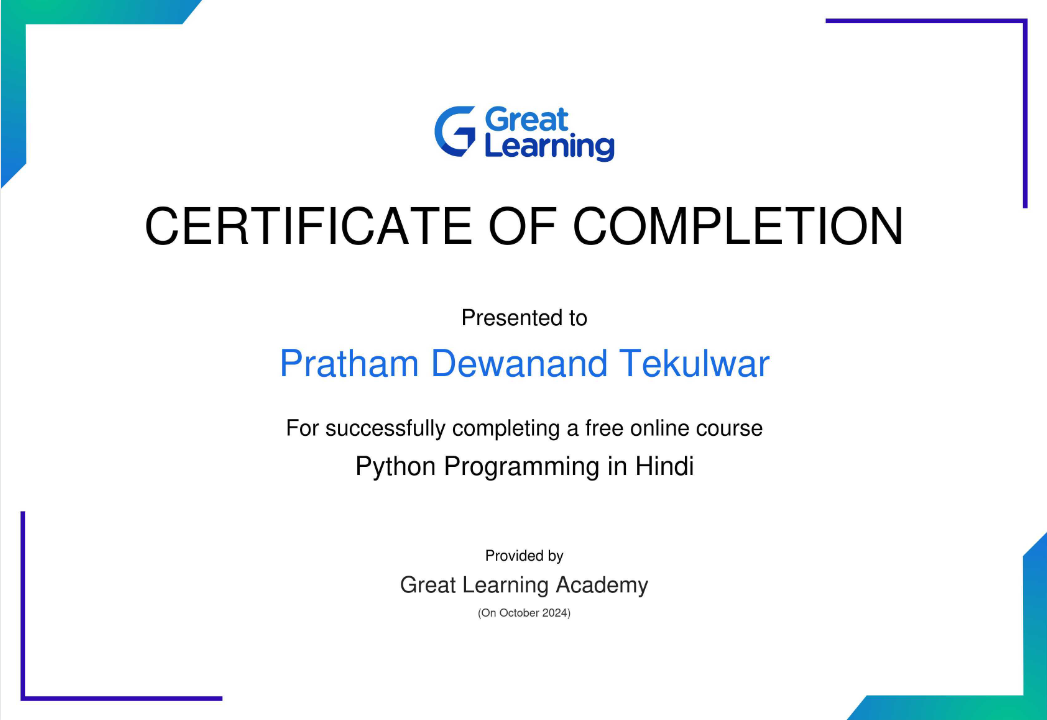 Great
Learning
CERTIFICATE OF COMPLETION
Presented to
Pratham Dewanand Tekulwar
For successfully completing a free online course
Python Programming in Hindi
Provided by
Great Learning Academy
(On October 2024)